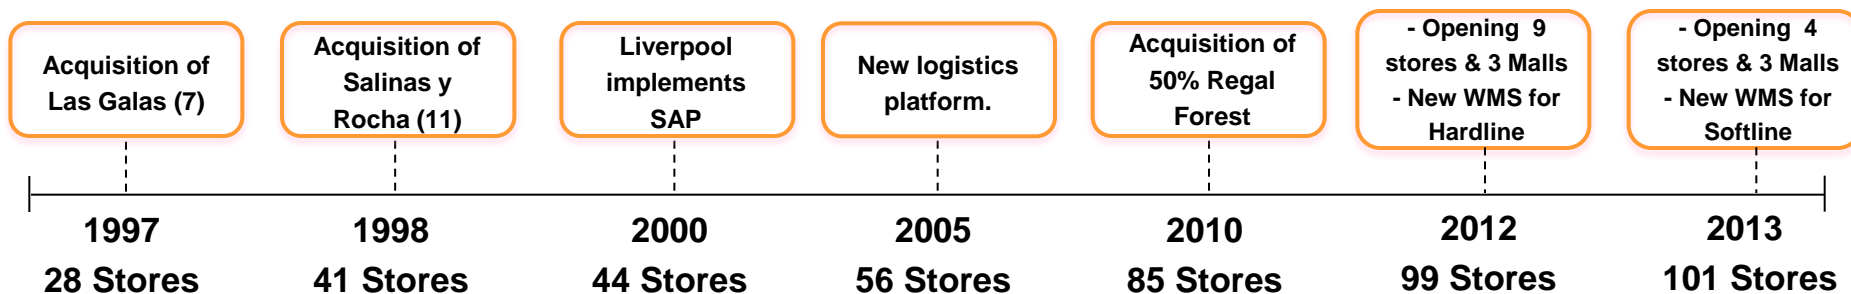 Acquisition of
Las Galas (7)
Acquisition of
Salinas y
Rocha (11)
Liverpool
implements
SAP
New logistics
platform.
Acquisition of
50% Regal
Forest
- Opening  9
stores & 3 Malls
- New WMS for
Hardline
- Opening  4
stores & 3 Malls
- New WMS for
Softline
1997
28 Stores
1998
41 Stores
2000
44 Stores
2005
56 Stores
2010
85 Stores
2012
99 Stores
2013
101 Stores